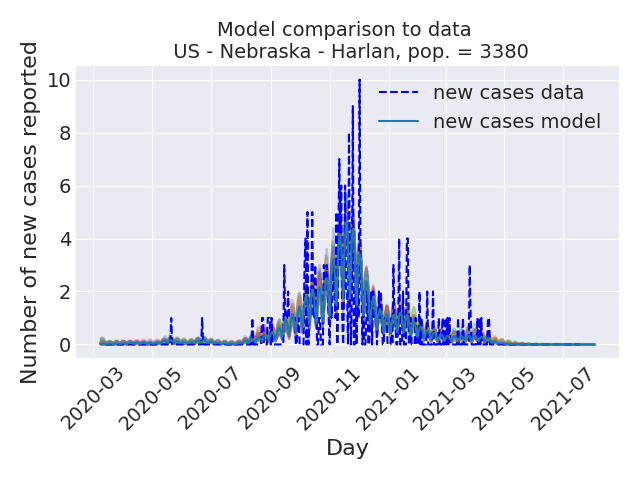 Model comparison to data
US - Nebraska - Harlan, pop. = 3380
Number of new cases reported
10
8
6
4
2
0
new cases data
new cases model
2020-03
2020-05
2020-07
2020-09
2020-11
2021-01
2021-03
2021-05
2021-07
Day